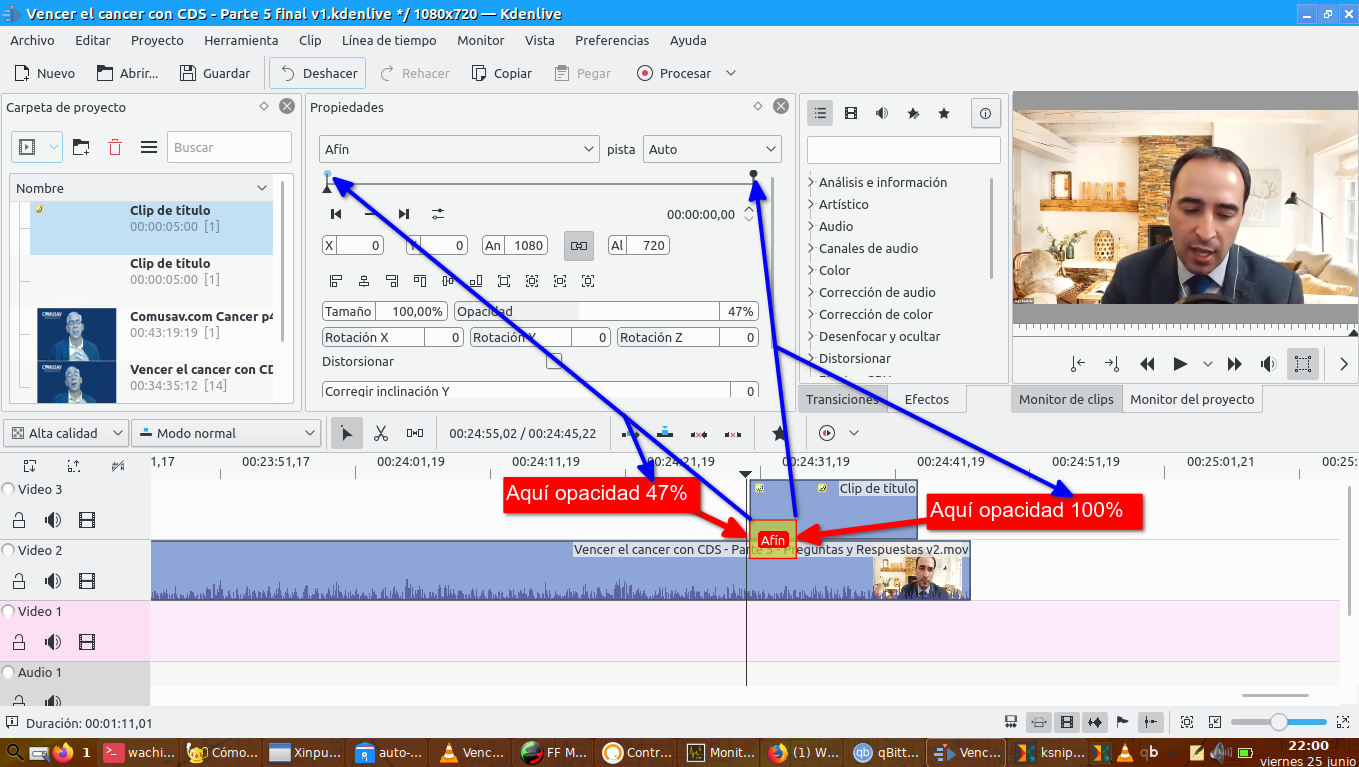 Vencer el cancer con CDS - Parte 5 final v1.kdenlive */ 1080x720 — Kdenlive
Archivo Editar Proyecto Herramienta Clip Línea de tiempo Monitor Vista Preferencias Ayuda
Nuevo Abrir... Guardar Deshacer Rehacer Copiar Pegar Procesar
Carpeta de proyecto
Buscar
Nombre
Clip de título
00:00:05:00 [1]
Clip de título
00:00:05:00 [1]
Comusav.com Cancer p4
00:43:19:19 [1]
Vencer el cancer con CD
00:34:35:12 [14]
Propiedades
Afín pista Auto
00:00:00,00
X 0 Y 0 An 1080 Al 720
Tamaño 100,00% Opacidad 47%
Rotación X 0 Rotación Y 0 Rotación Z 0
Distorsionar
Corregir inclinación Y 0
Análisis e información
Artístico
Audio
Canales de audio
Color
Corrección de audio
Corrección de color
Desenfocar y ocultar
Distorsionar
Transiciones Efectos
HOME
Monitor de clips Monitor del proyecto
Alta calidad Modo normal 00:24:55,02 / 00:24:45,22
1,17 00:23:51,17 00:24:01,19 00:24:11,19 00:24:21,19 00:24:31,19 00:24:41,19 00:24:51,19 00:25:01,21 00:25:
Video 3
Aquí opacidad 47%
Clip de título
Aquí opacidad 100%
Afín
Video 2
Vencer el cancer con CDS - Parte 5 - Preguntas y Respuestas v2.mov
Video 1
Audio 1
Duración: 00:01:11,01
1 wachi... Cómo... Xinpu... auto-... Venc... FF M... Contr... Monit... (1) W... qBitt... Venc... ksnip...
22:00
viernes 25 junio